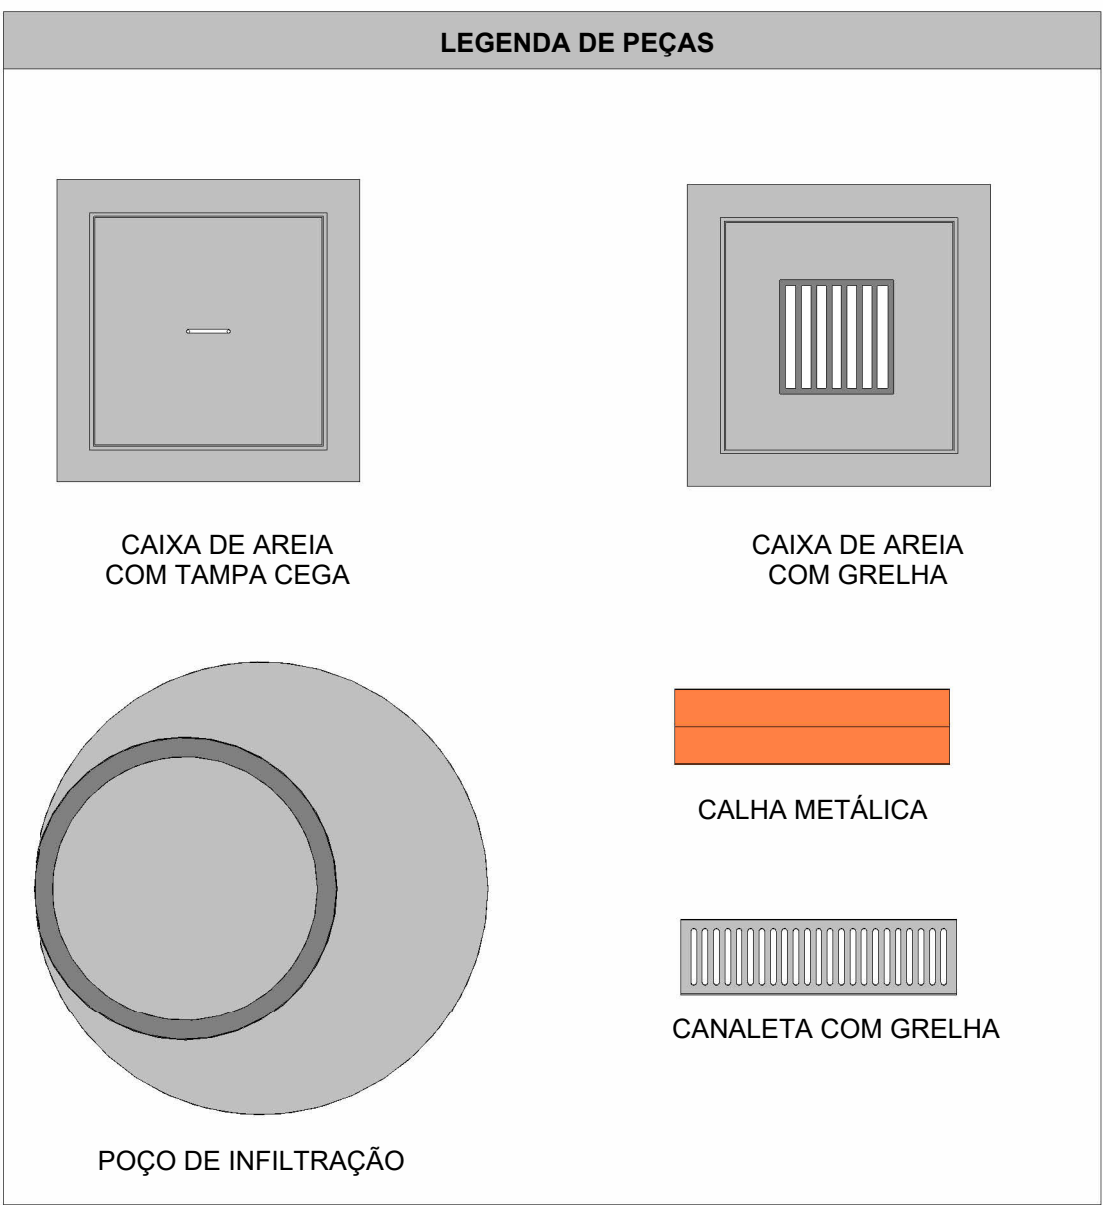 LEGENDA DE PEÇAS
CAIXA DE AREIA
COM TAMPA CEGA
CAIXA DE AREIA
COM GRELHA
CALHA METÁLICA
CANALETA COM GRELHA
POÇO DE INFILTRAÇÃO